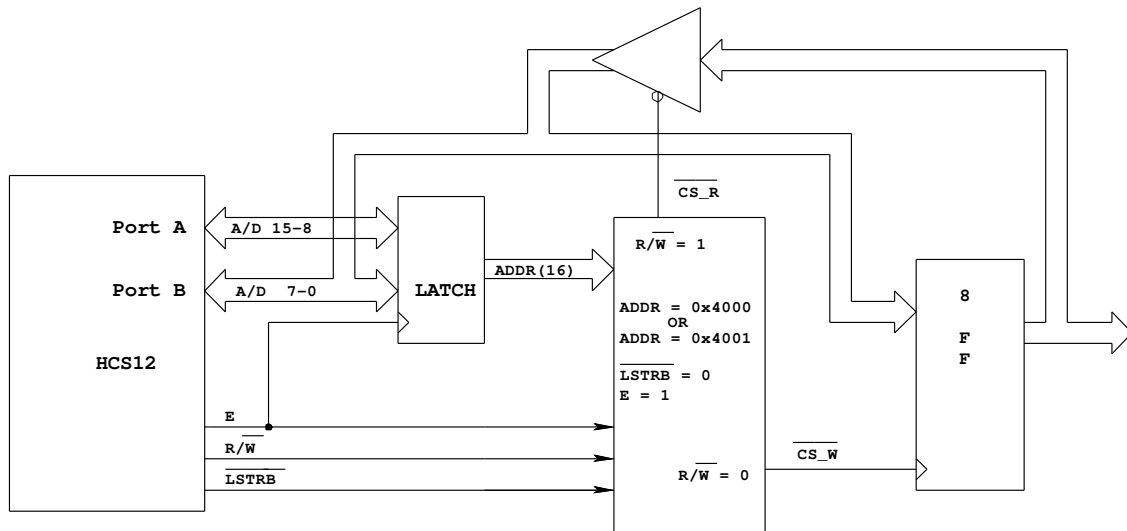 CS_R
Port A
A/D 15-8
R/W = 1
ADDR(16)
Port B
A/D 7-0
LATCH
8
ADDR = 0x4000
OR
ADDR = 0x4001
F
F
HCS12
LSTRB = 0
E = 1
E
R/W
CS_W
LSTRB
R/W = 0